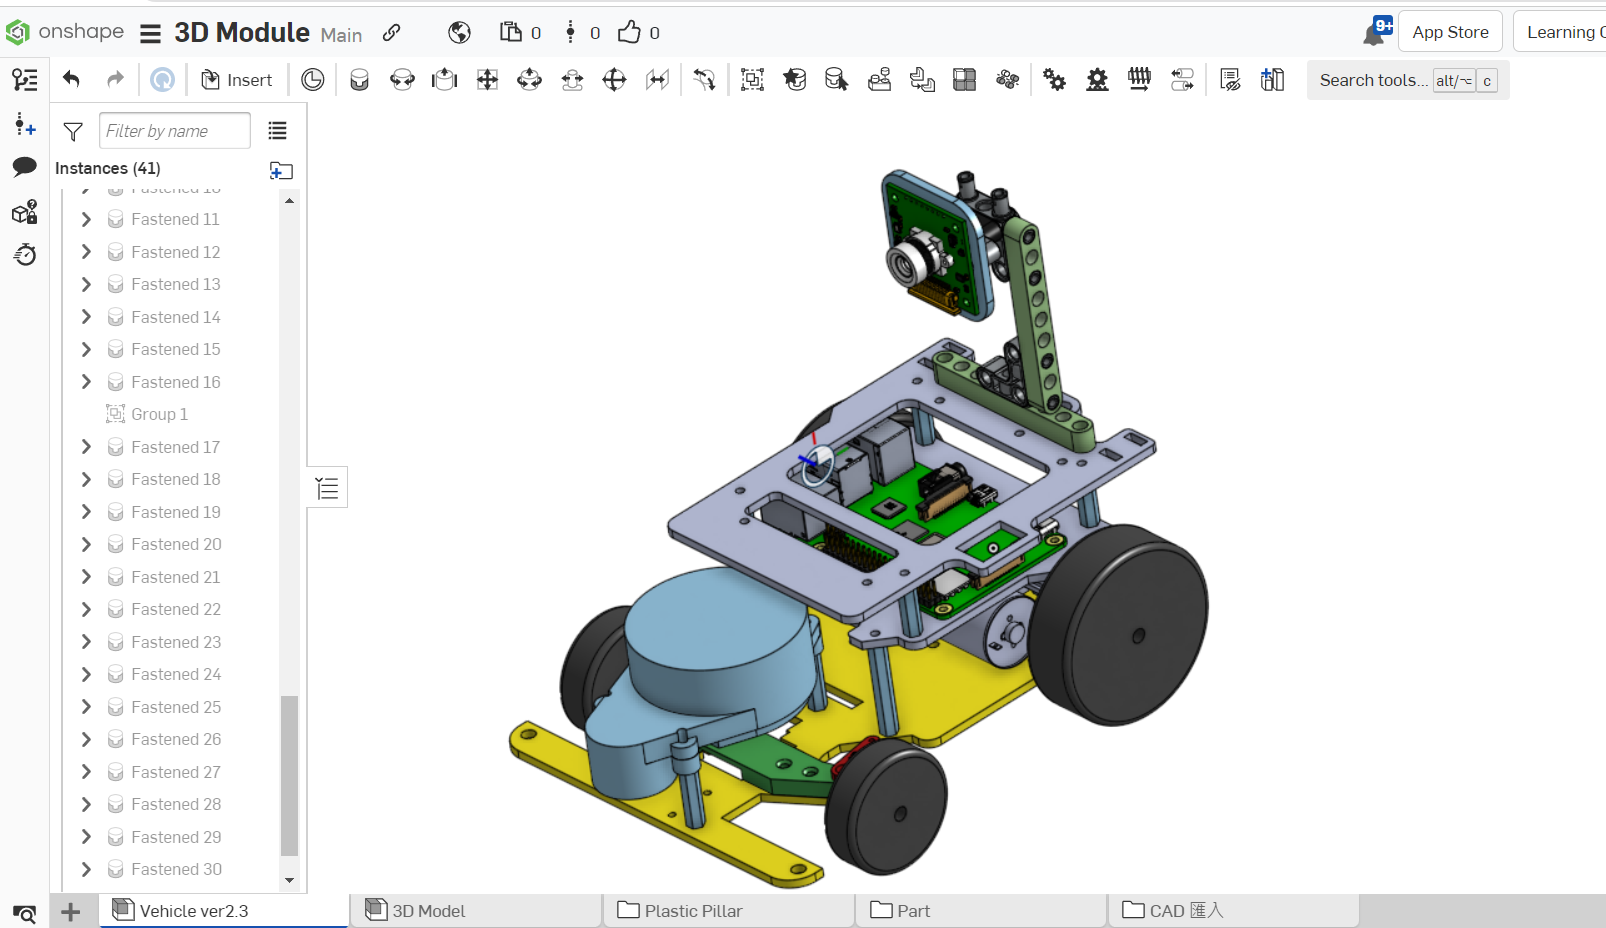 onshape
3D Module Main
0
0
0
9+
App Store
Learning C
Insert
Search tools... alt/⌥ c
Filter by name
Instances (41)
Fastened 10
Fastened 11
Fastened 12
Fastened 13
Fastened 14
Fastened 15
Fastened 16
Group 1
Fastened 17
Fastened 18
Fastened 19
Fastened 20
Fastened 21
Fastened 22
Fastened 23
Fastened 24
Fastened 25
Fastened 26
Fastened 27
Fastened 28
Fastened 29
Fastened 30
Vehicle ver2.3
3D Model
Plastic Pillar
Part
CAD 匯入